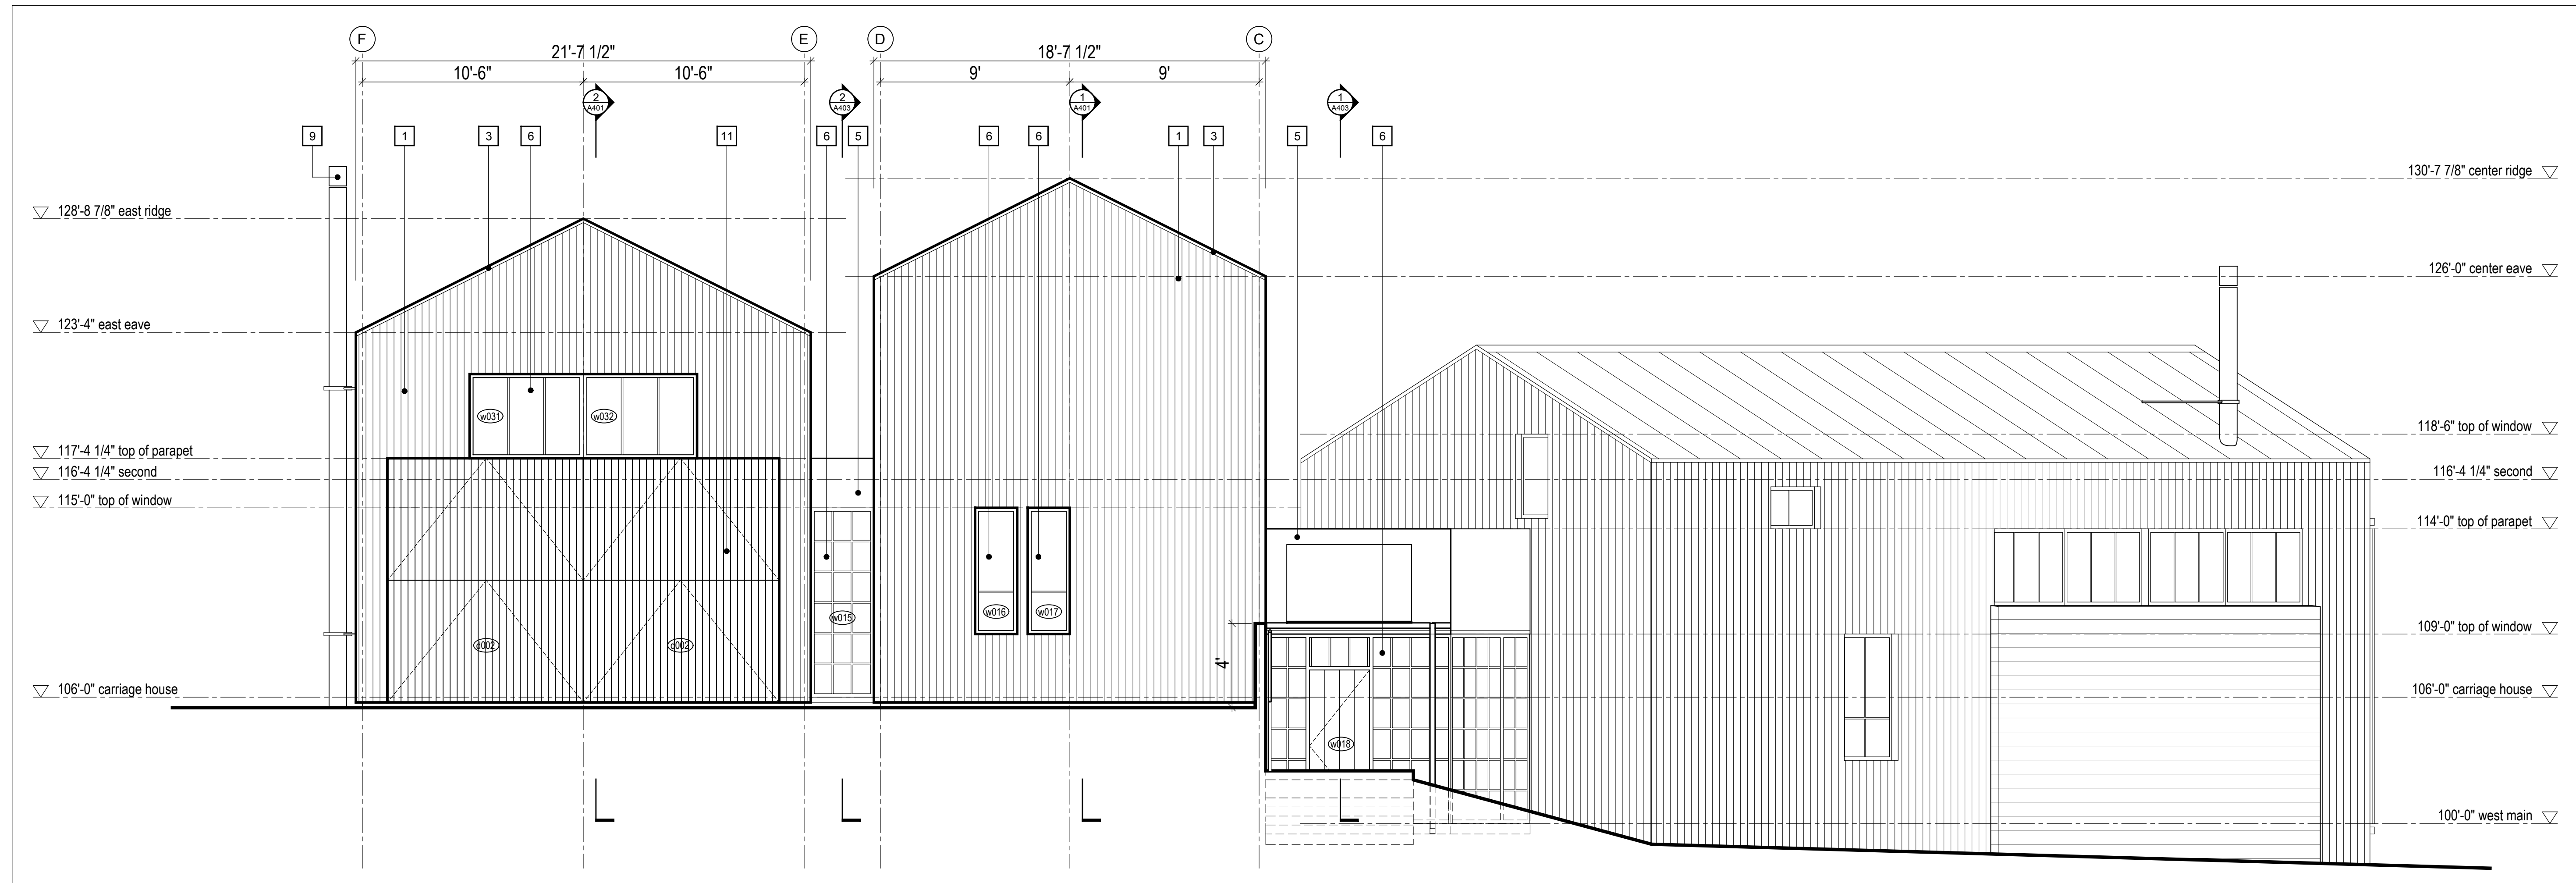 F
E
D
C
21'-7 1/2"
18'-7 1/2"
10'-6"
10'-6"
9'
9'
2
A401
2
A403
1
A401
1
A403
9
1
3
6
11
6
5
6
6
1
3
5
6
130'-7 7/8" center ridge
128'-8 7/8" east ridge
126'-0" center eave
123'-4" east eave
w031
w032
118'-6" top of window
117'-4 1/4" top of parapet
116'-4 1/4" second
116'-4 1/4" second
115'-0" top of window
114'-0" top of parapet
w016
w017
w015
109'-0" top of window
d002
d002
4'
106'-0" carriage house
106'-0" carriage house
w018
100'-0" west main